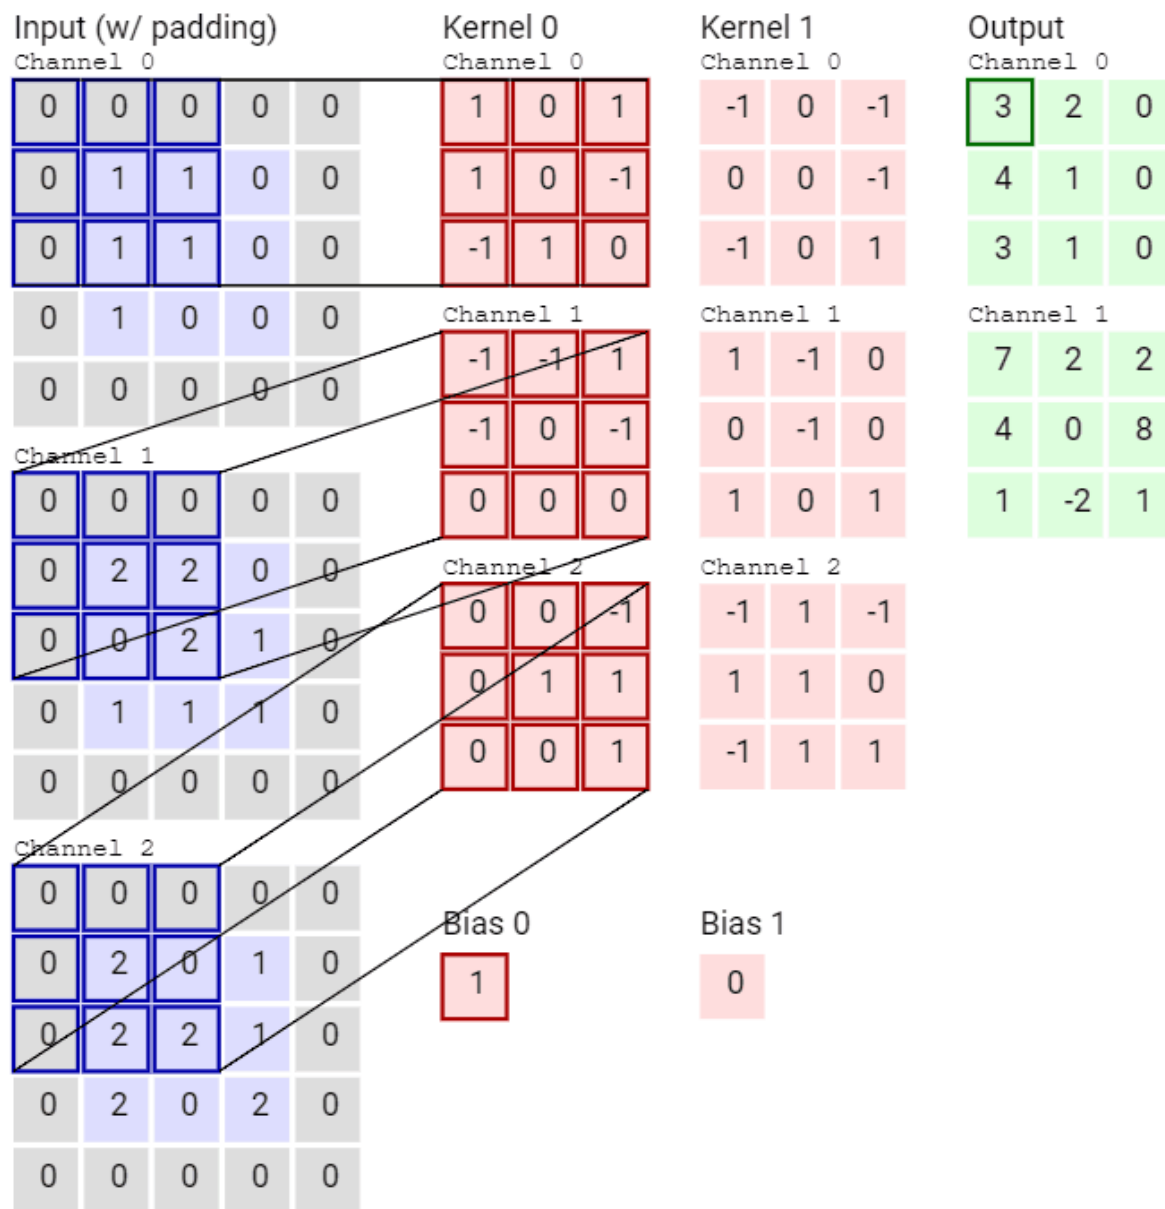 Input (w/ padding)
Channel 0
0 0 0 0 0
0 1 1 0 0
0 1 1 0 0
0 1 0 0 0
0 0 0 0 0
Channel 1
0 0 0 0 0
0 2 2 0 0
0 0 2 1 0
0 1 1 1 0
0 0 0 0 0
Channel 2
0 0 0 0 0
0 2 0 1 0
0 2 2 1 0
0 2 0 2 0
0 0 0 0 0
Kernel 0
Channel 0
1 0 1
1 0 -1
-1 1 0
Channel 1
-1 -1 1
-1 0 -1
0 0 0
Channel 2
0 0 -1
0 1 1
0 0 1
Bias 0
1
Kernel 1
Channel 0
-1 0 -1
0 0 -1
-1 0 1
Channel 1
1 -1 0
0 -1 0
1 0 1
Channel 2
-1 1 -1
1 1 0
-1 1 1
Bias 1
0
Output
Channel 0
3 2 0
4 1 0
3 1 0
Channel 1
7 2 2
4 0 8
1 -2 1